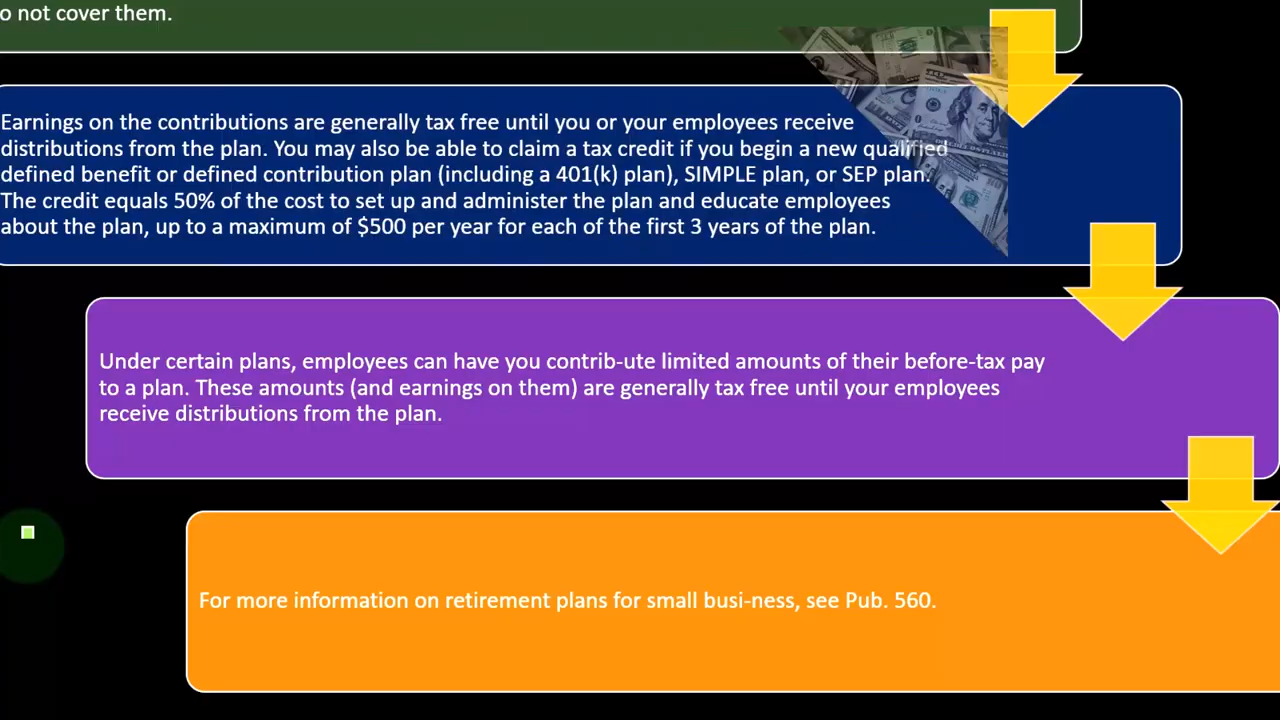 o not cover them.
Earnings on the contributions are generally tax free until you or your employees receive
distributions from the plan. You may also be able to claim a tax credit if you begin a new qualified
defined benefit or defined contribution plan (including a 401(k) plan), SIMPLE plan, or SEP plan.
The credit equals 50% of the cost to set up and administer the plan and educate employees
about the plan, up to a maximum of $500 per year for each of the first 3 years of the plan.
Under certain plans, employees can have you contrib-ute limited amounts of their before-tax pay
to a plan. These amounts (and earnings on them) are generally tax free until your employees
receive distributions from the plan.
For more information on retirement plans for small busi-ness, see Pub. 560.